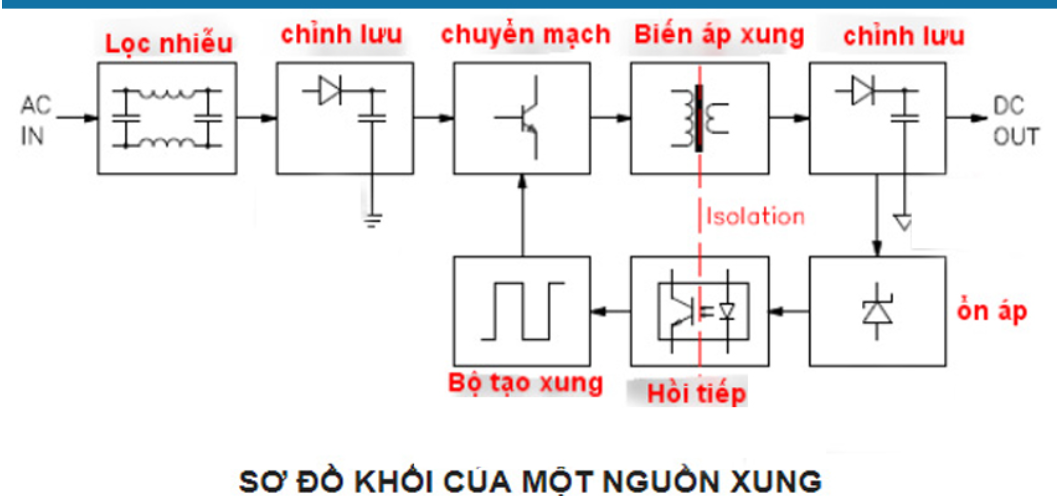 Lọc nhiễu
chỉnh lưu
chuyển mạch
Biến áp xung
chỉnh lưu
AC
IN
DC
OUT
Isolation
ổn áp
Bộ tạo xung
Hồi tiếp
SƠ ĐỒ KHỐI CỦA MỘT NGUỒN XUNG